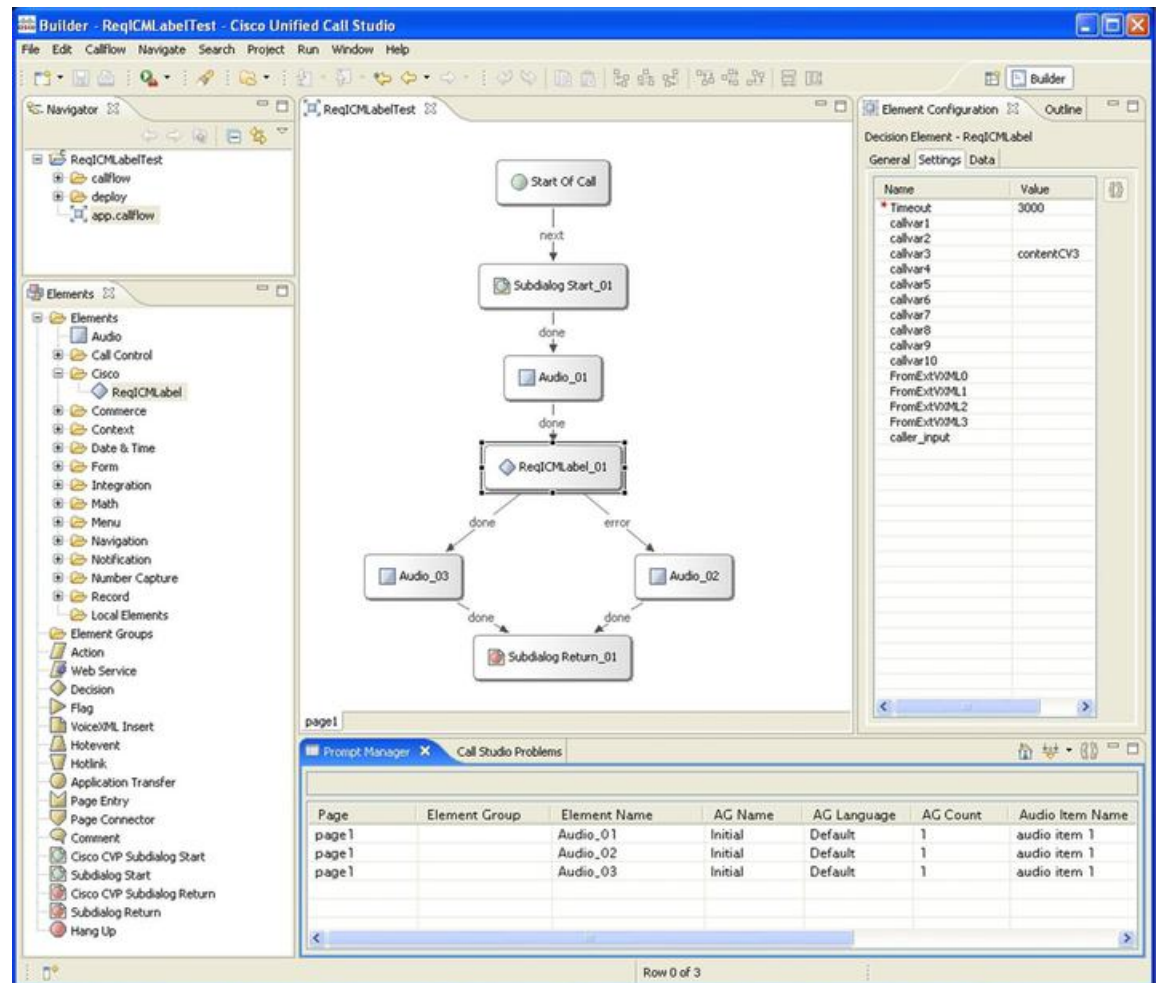 Builder - ReqICMLabelTest - Cisco Unified Call Studio
File Edit Callflow Navigate Search Project Run Window Help
Builder
Navigator
ReqICMLabelTest
callflow
deploy
app.callflow
Elements
Elements
Audio
Call Control
Cisco
ReqICMLabel
Commerce
Context
Date & Time
Form
Integration
Math
Menu
Navigation
Notification
Number Capture
Record
Local Elements
Element Groups
Action
Web Service
Decision
Flag
VoiceXML Insert
Hotevent
Hotlink
Application Transfer
Page Entry
Page Connector
Comment
Cisco CVP Subdialog Start
Subdialog Start
Cisco CVP Subdialog Return
Subdialog Return
Hang Up
ReqICMLabelTest
Start Of Call
next
Subdialog Start_01
done
Audio_01
done
ReqICMLabel_01
done error
Audio_03 Audio_02
done done
Subdialog Return_01
page1
Element Configuration Outline
Decision Element - ReqICMLabel
General Settings Data
Name Value
* Timeout 3000
callvar1
callvar2
callvar3 contentCV3
callvar4
callvar5
callvar6
callvar7
callvar8
callvar9
callvar10
FromExtVXML0
FromExtVXML1
FromExtVXML2
FromExtVXML3
caller_input
Prompt Manager Call Studio Problems
Page Element Group Element Name AG Name AG Language AG Count Audio Item Name
page1 Audio_01 Initial Default 1 audio item 1
page1 Audio_02 Initial Default 1 audio item 1
page1 Audio_03 Initial Default 1 audio item 1
Row 0 of 3